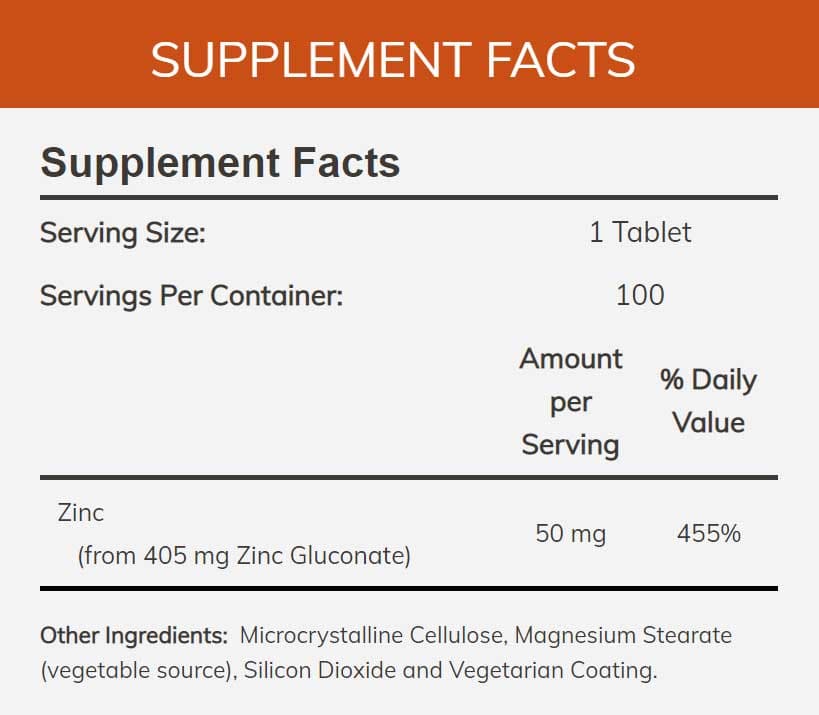 SUPPLEMENT FACTS
Supplement Facts
Serving Size: 1 Tablet
Servings Per Container: 100
Amount per Serving % Daily Value
Zinc
(from 405 mg Zinc Gluconate) 50 mg 455%
Other Ingredients: Microcrystalline Cellulose, Magnesium Stearate
(vegetable source), Silicon Dioxide and Vegetarian Coating.